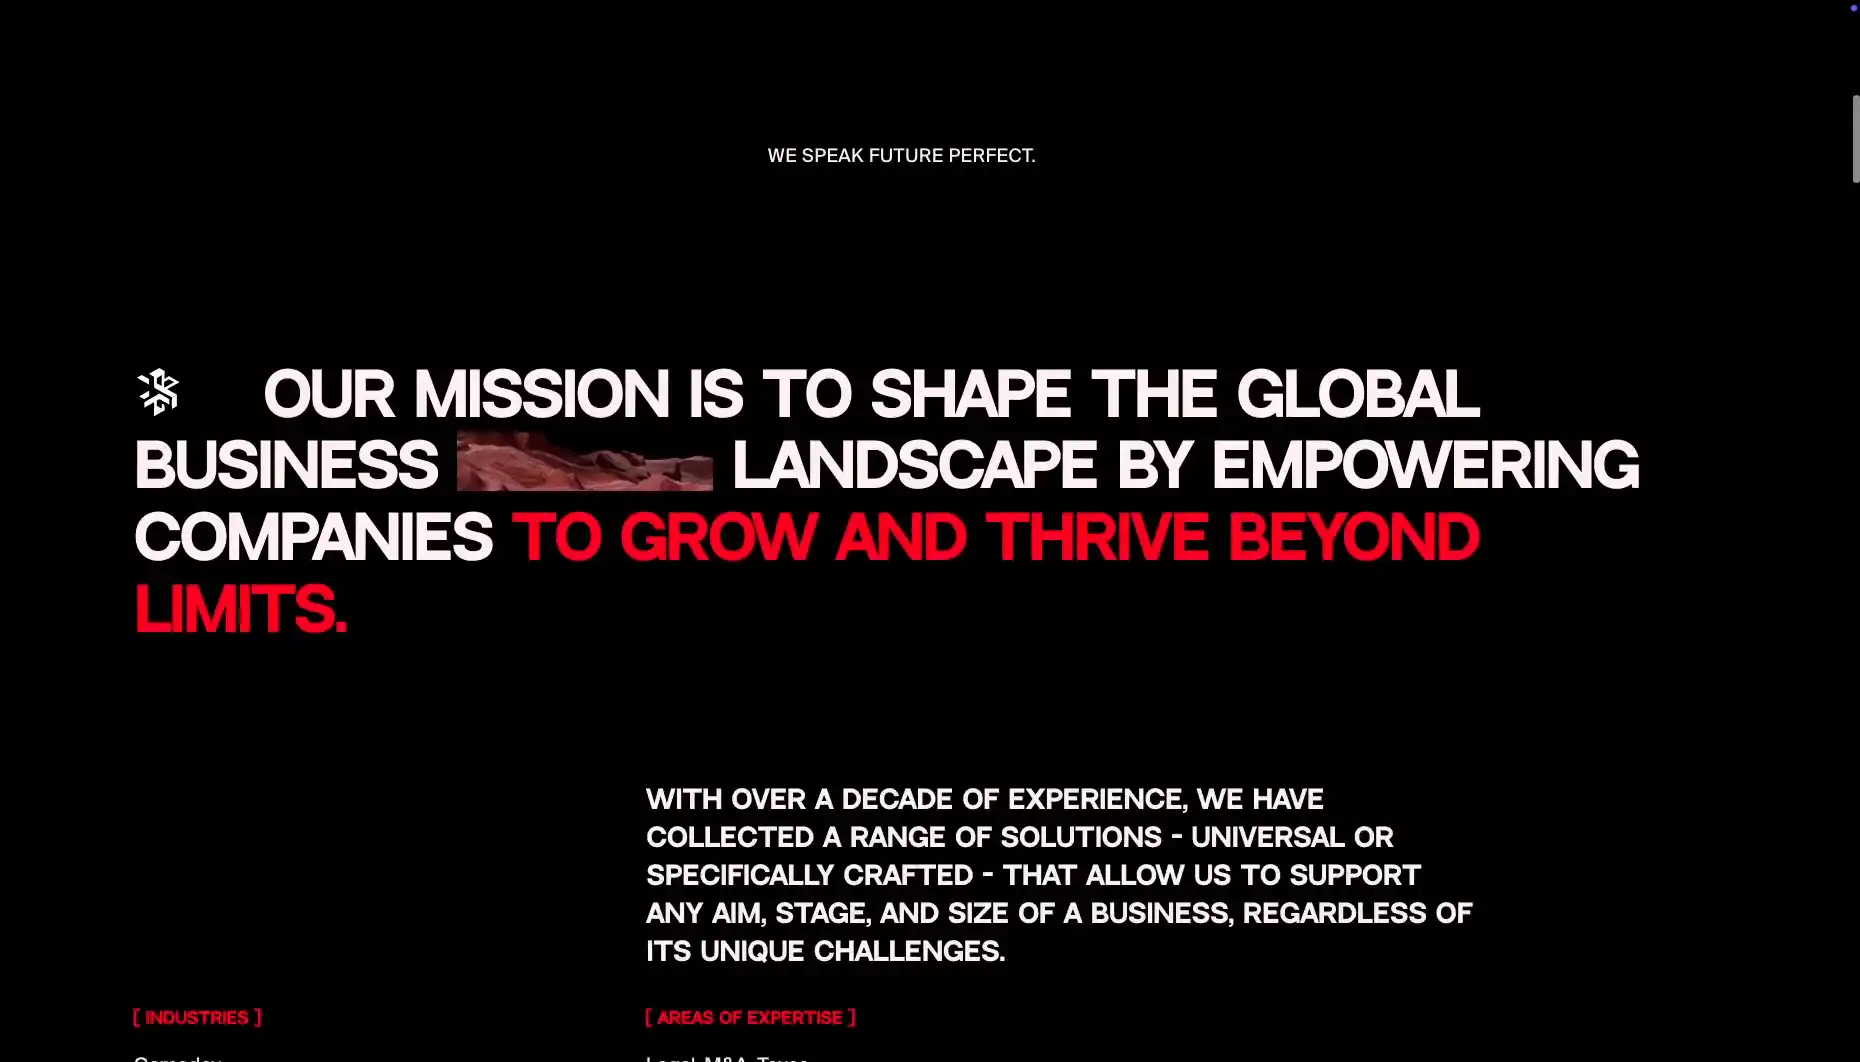 WE SPEAK FUTURE PERFECT.
OUR MISSION IS TO SHAPE THE GLOBAL
BUSINESS LANDSCAPE BY EMPOWERING
COMPANIES TO GROW AND THRIVE BEYOND
LIMITS.
WITH OVER A DECADE OF EXPERIENCE, WE HAVE
COLLECTED A RANGE OF SOLUTIONS - UNIVERSAL OR
SPECIFICALLY CRAFTED - THAT ALLOW US TO SUPPORT
ANY AIM, STAGE, AND SIZE OF A BUSINESS, REGARDLESS OF
ITS UNIQUE CHALLENGES.
[ INDUSTRIES ]
[ AREAS OF EXPERTISE ]